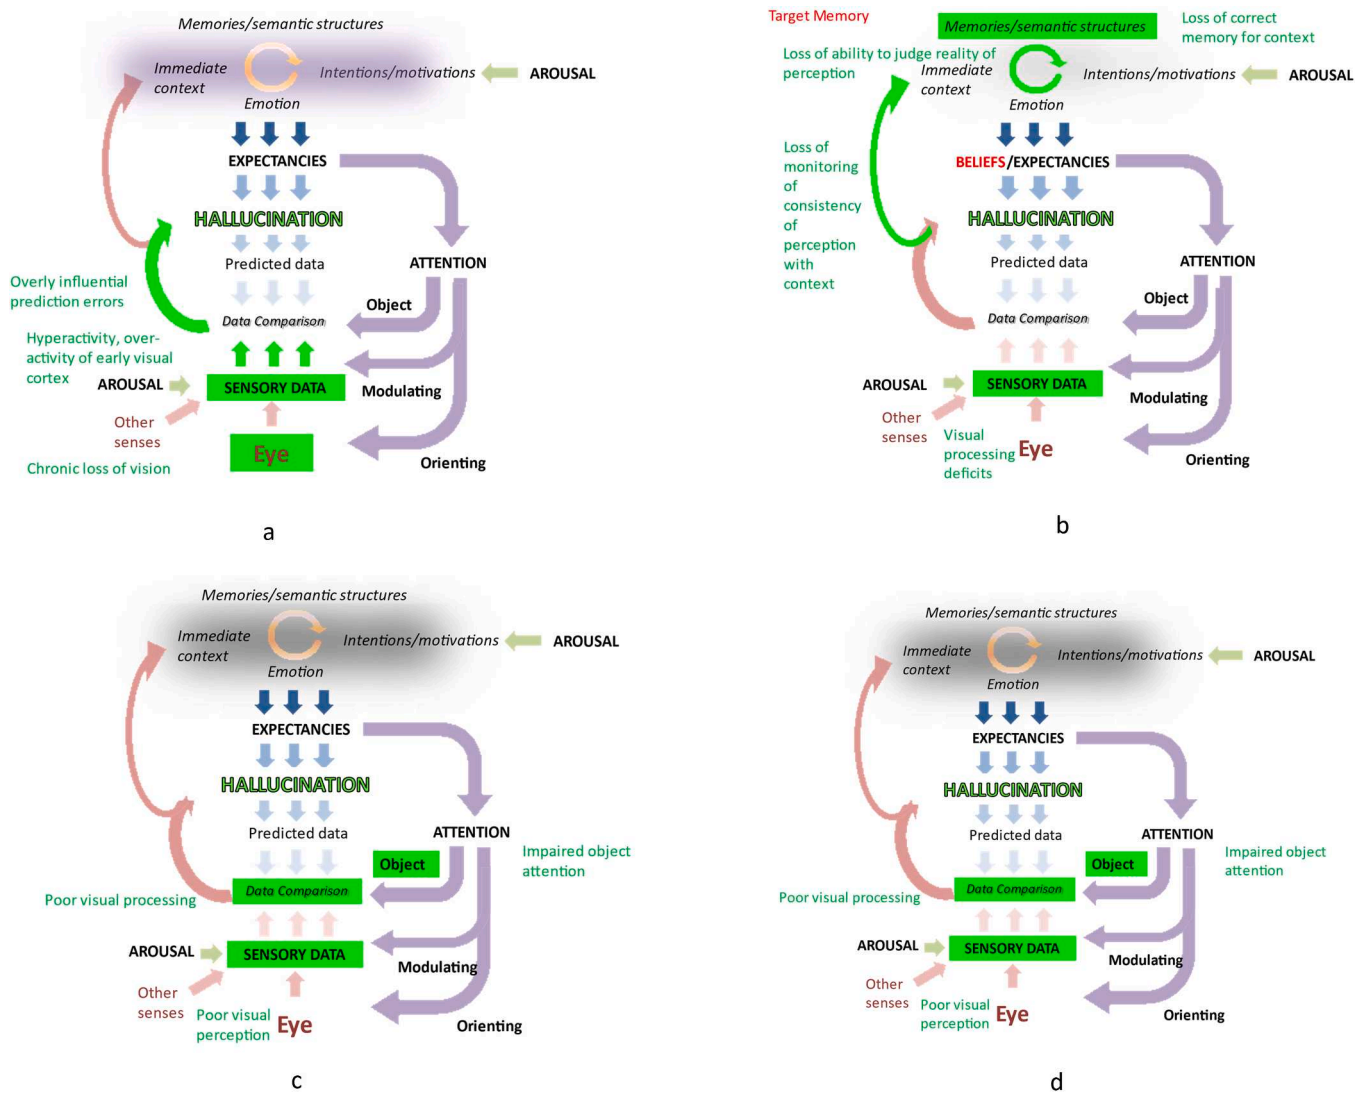 Memories/semantic structures
Immediate
context
Intentions/motivations
AROUSAL
Emotion
EXPECTANCIES
HALLUCINATION
Predicted data
ATTENTION
Overly influential
prediction errors
Object
Data Comparison
Hyperactivity, over-
activity of early visual
cortex
AROUSAL
SENSORY DATA
Modulating
Other
senses
Eye
Chronic loss of vision
Orienting
a
Target Memory
Memories/semantic structures
Loss of correct
memory for context
Loss of ability to judge reality of
perception
Immediate
context
Intentions/motivations
AROUSAL
Emotion
Loss of
monitoring
of
consistency
of
perception
with
context
BELIEFS/EXPECTANCIES
HALLUCINATION
Predicted data
ATTENTION
Object
Data Comparison
AROUSAL
SENSORY DATA
Modulating
Other
senses
Visual
processing
deficits
Eye
Orienting
b
Memories/semantic structures
Immediate
context
Intentions/motivations
AROUSAL
Emotion
EXPECTANCIES
HALLUCINATION
Predicted data
ATTENTION
Object
Impaired object
attention
Data Comparison
Poor visual processing
AROUSAL
SENSORY DATA
Modulating
Other
senses
Poor visual
perception
Eye
Orienting
c
Memories/semantic structures
Immediate
context
Intentions/motivations
AROUSAL
Emotion
EXPECTANCIES
HALLUCINATION
Predicted data
ATTENTION
Object
Impaired object
attention
Data Comparison
Poor visual processing
AROUSAL
SENSORY DATA
Modulating
Other
senses
Poor visual
perception
Eye
Orienting
d